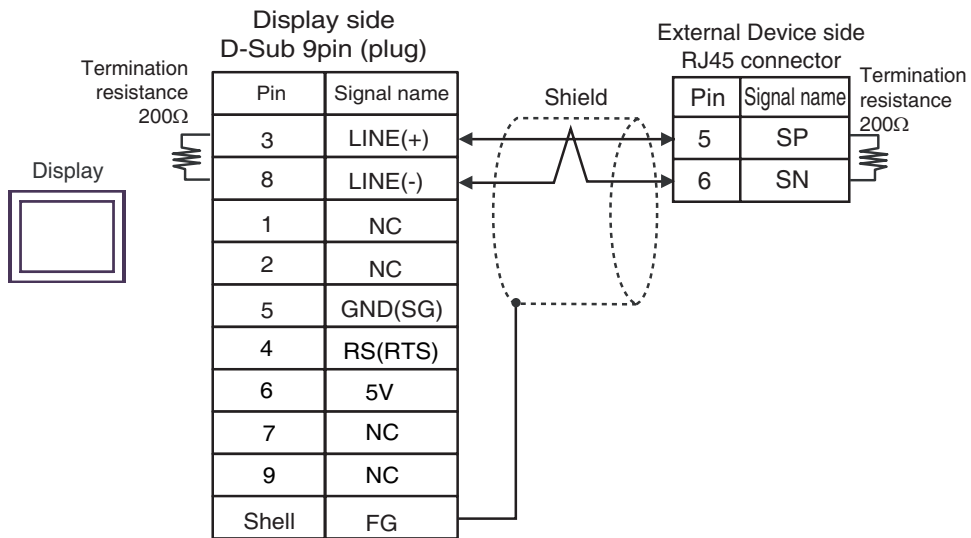 Display side
D-Sub 9pin (plug)
External Device side
RJ45 connector
Termination
resistance
200Ω
Display
Pin Signal name
3 LINE(+)
8 LINE(-)
1 NC
2 NC
5 GND(SG)
4 RS(RTS)
6 5V
7 NC
9 NC
Shell FG
Shield
Pin Signal name
5 SP
6 SN
Termination
resistance
200Ω